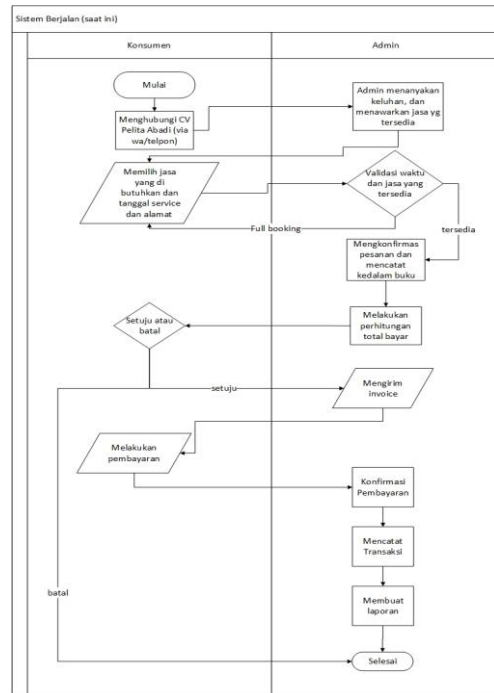 Sistem Berjalan (saat ini)
Konsumen
Admin
Mulai
Menghubungi CV
Pelita Abadi (via
wa/telpon)
Admin menanyakan
keluhan, dan
menawarkan jasa yg
tersedia
Memilih jasa
yang di
butuhkan dan
tanggal service
dan alamat
Validasi waktu
dan jasa yang
tersedia
Full booking
tersedia
Mengkonfirmas
pesanan dan
mencatat
kedalam buku
Setuju atau
batal
Melakukan
perhitungan
total bayar
setuju
Mengirim
invoice
Melakukan
pembayaran
Konfirmasi
Pembayaran
Mencatat
Transaksi
batal
Membuat
laporan
Selesai